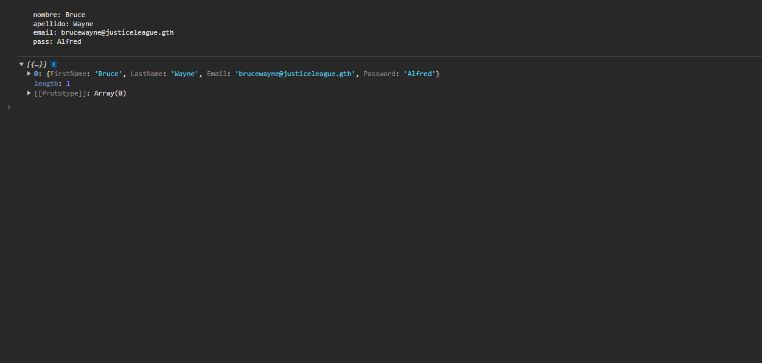 nombre: Bruce
apellido: Wayne
email: brucewayne@justiceleague.gth
pass: Alfred
[{…}] i
0: {FirstName: 'Bruce', LastName: 'Wayne', Email: 'brucewayne@justiceleague.gth', Password: 'Alfred'}
length: 1
[[Prototype]]: Array(0)